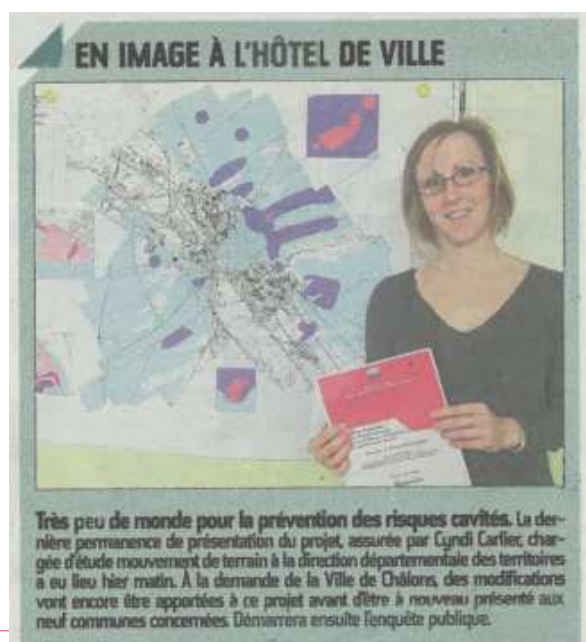 EN IMAGE À L'HÔTEL DE VILLE
Très peu de monde pour la prévention des risques cavités. La der-
nière permanence de présentation du projet, assurée par Cyndi Carlier, char-
gée d'étude mouvement de terrain à la direction départementale des territoires
a eu lieu hier matin. À la demande de la Ville de Châlons, des modifications
vont encore être apportées à ce projet avant d'être à nouveau présenté aux
neuf communes concernées. Démarrera ensuite l'enquête publique.